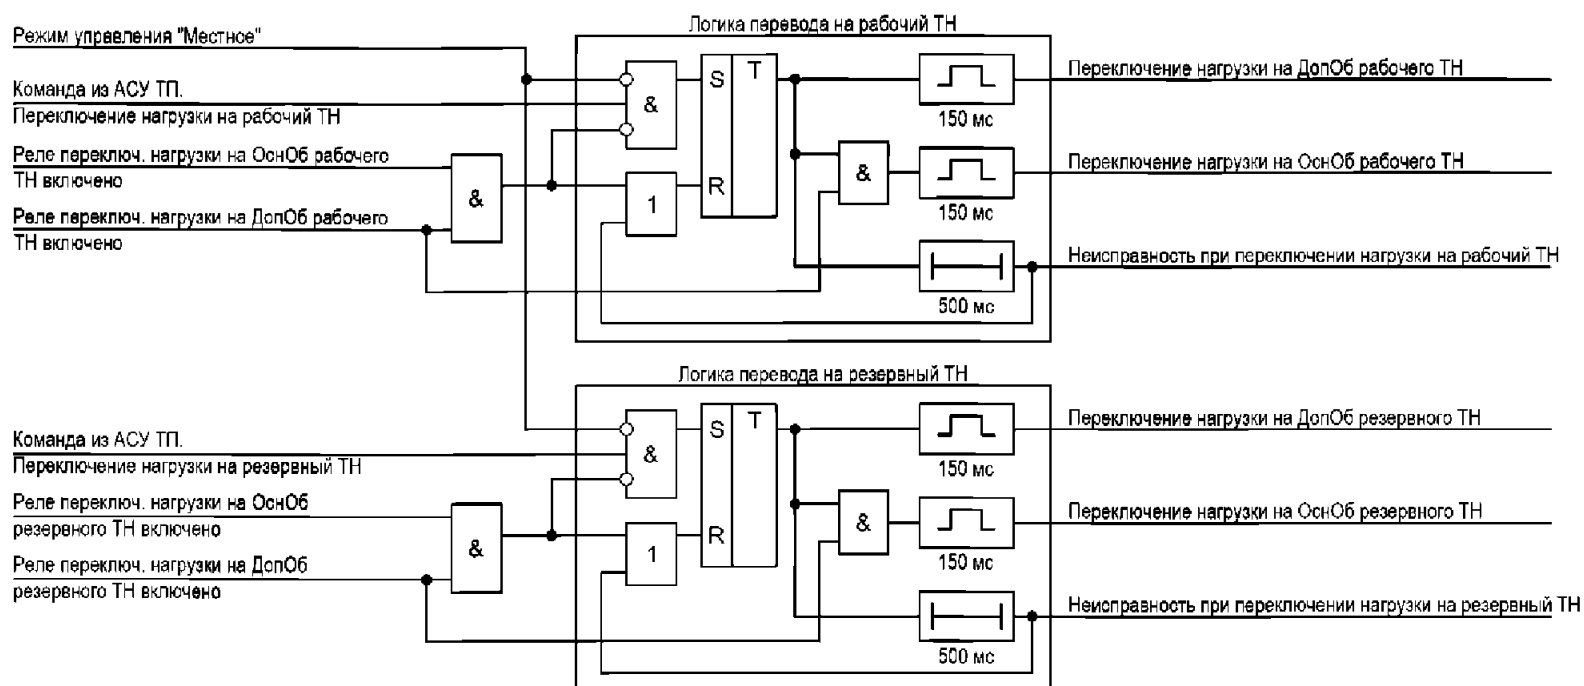 Логика перевода на рабочий ТН
Режим управления "Местное"
Команда из АСУ ТП.
Переключение нагрузки на рабочий ТН
Реле переключ. нагрузки на ОснОб рабочего
ТН включено
Реле переключ. нагрузки на ДопОб рабочего
ТН включено
&
&
1
S
T
R
&
150 мс
150 мс
500 мс
Переключение нагрузки на ДопОб рабочего ТН
Переключение нагрузки на ОснОб рабочего ТН
Неисправность при переключении нагрузки на рабочий ТН
Логика перевода на резервный ТН
Команда из АСУ ТП.
Переключение нагрузки на резервный ТН
Реле переключ. нагрузки на ОснОб
резервного ТН включено
Реле переключ. нагрузки на ДопОб
резервного ТН включено
&
&
1
S
T
R
&
150 мс
150 мс
500 мс
Переключение нагрузки на ДопОб резервного ТН
Переключение нагрузки на ОснОб резервного ТН
Неисправность при переключении нагрузки на резервный ТН